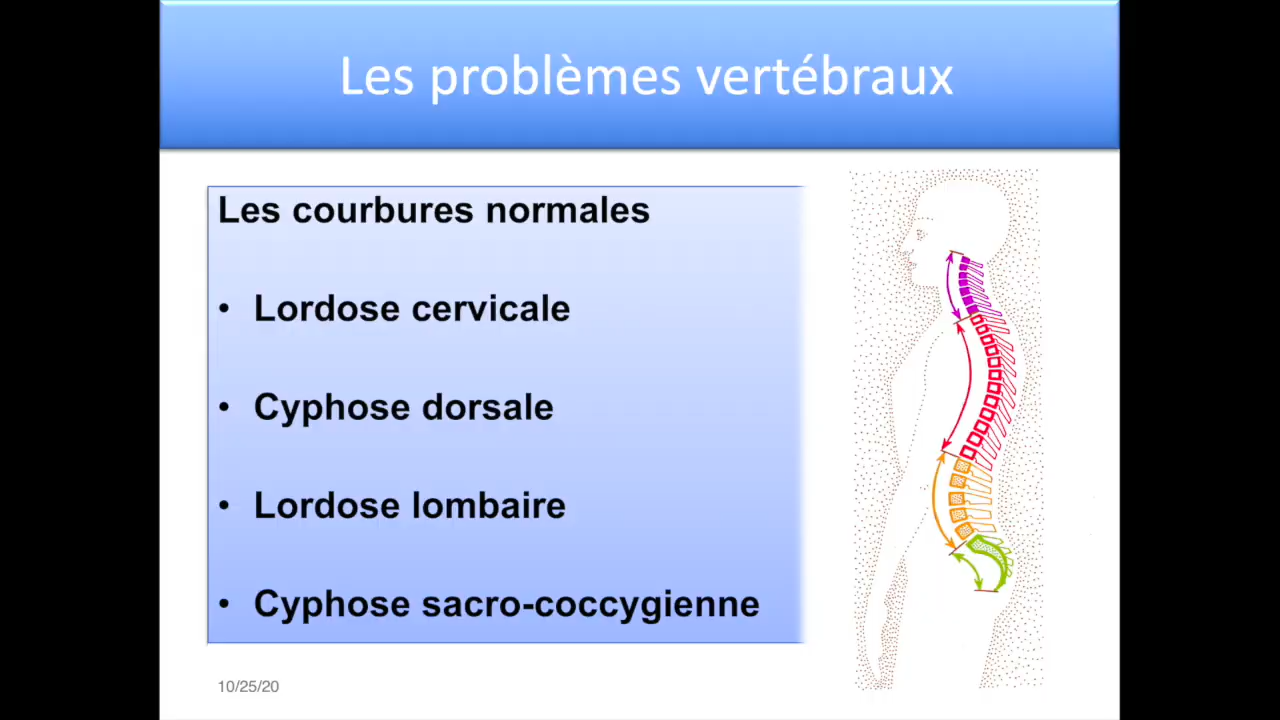 Les problèmes vertébraux
Les courbures normales
• Lordose cervicale
• Cyphose dorsale
• Lordose lombaire
• Cyphose sacro-coccygienne
10/25/20